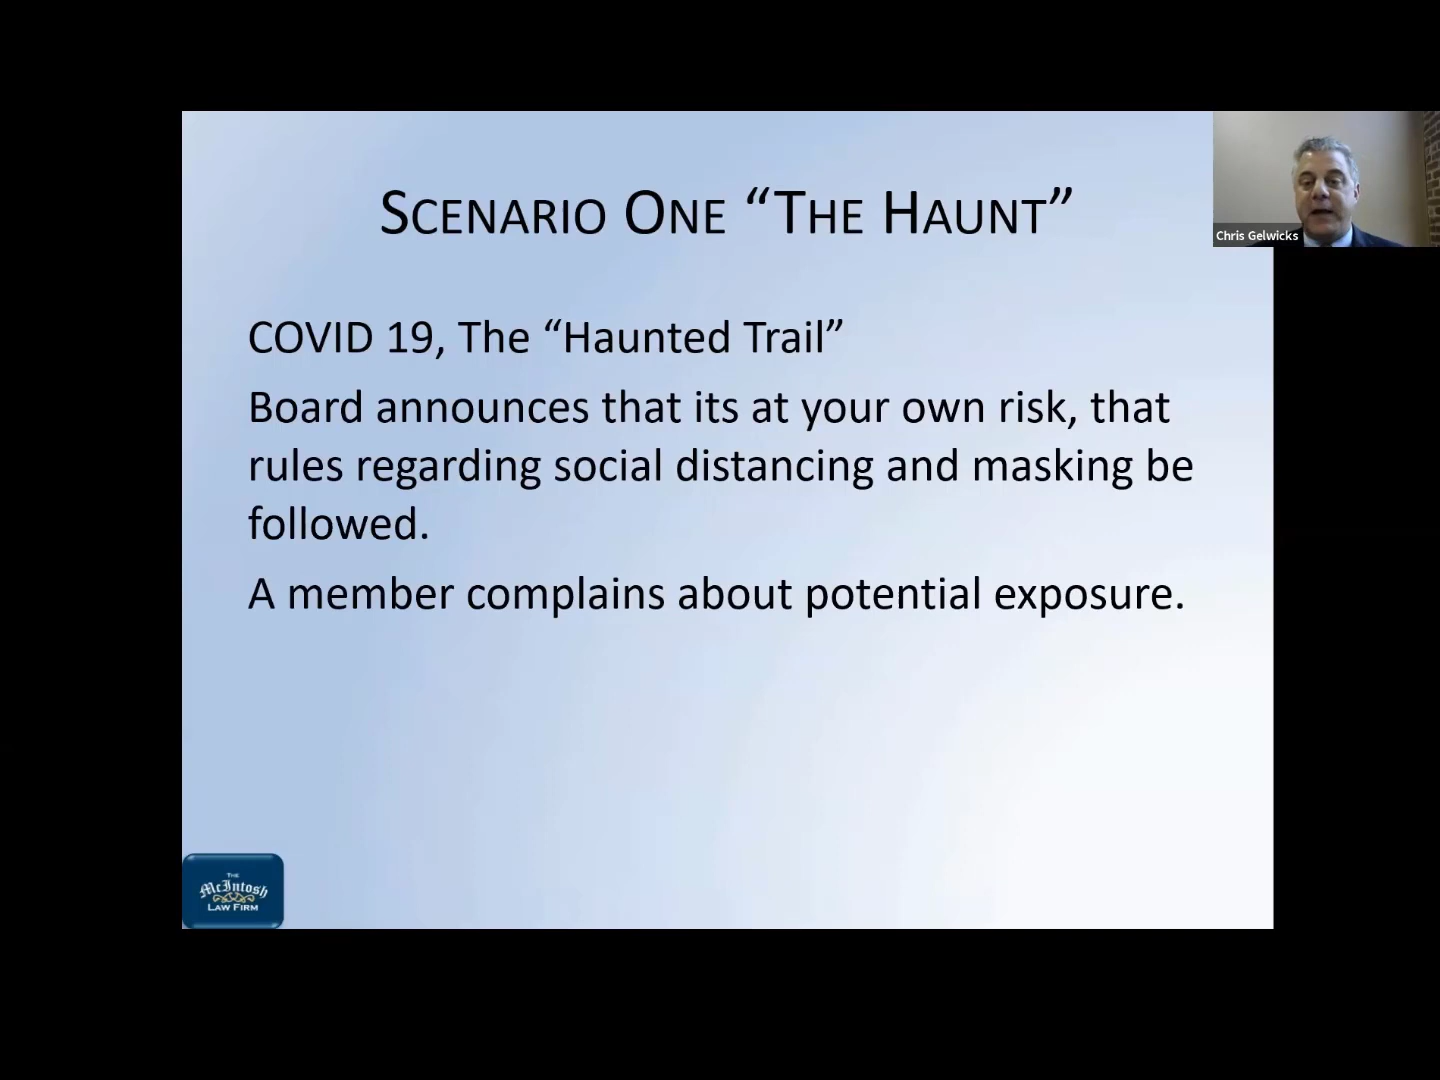 SCENARIO ONE “THE HAUNT”
Chris Gelwicks
COVID 19, The “Haunted Trail”
Board announces that its at your own risk, that
rules regarding social distancing and masking be
followed.
A member complains about potential exposure.
THE
McIntosh
LAW FIRM